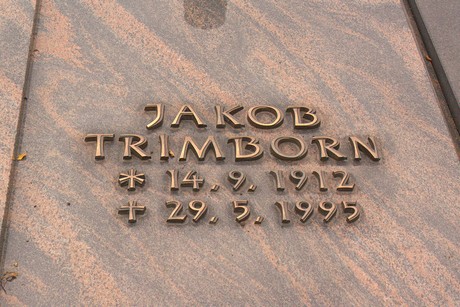 JAKOB
TRIMBORN
* 14. 9. 1912
+ 29. 5. 1995